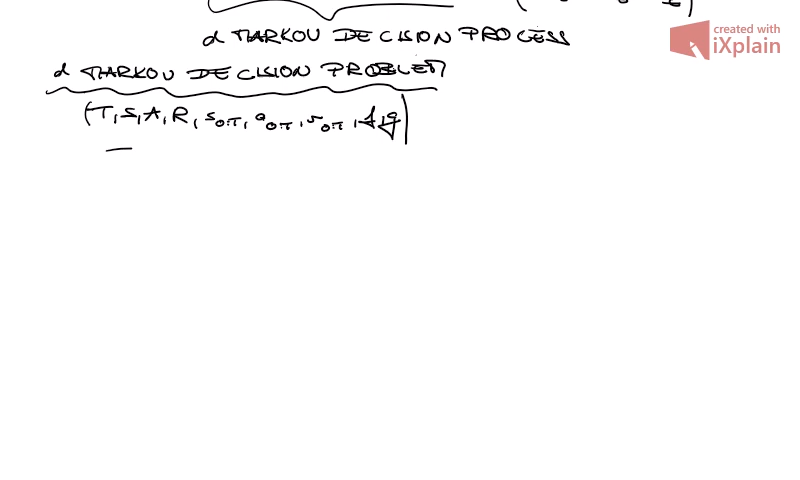 created with
iXplain
d MARKOV DECISION PROCESS
d MARKOV DECISION PROBLEM
(T, S, A, R, s₀:T, a₀:T, r₀:T, f, g)